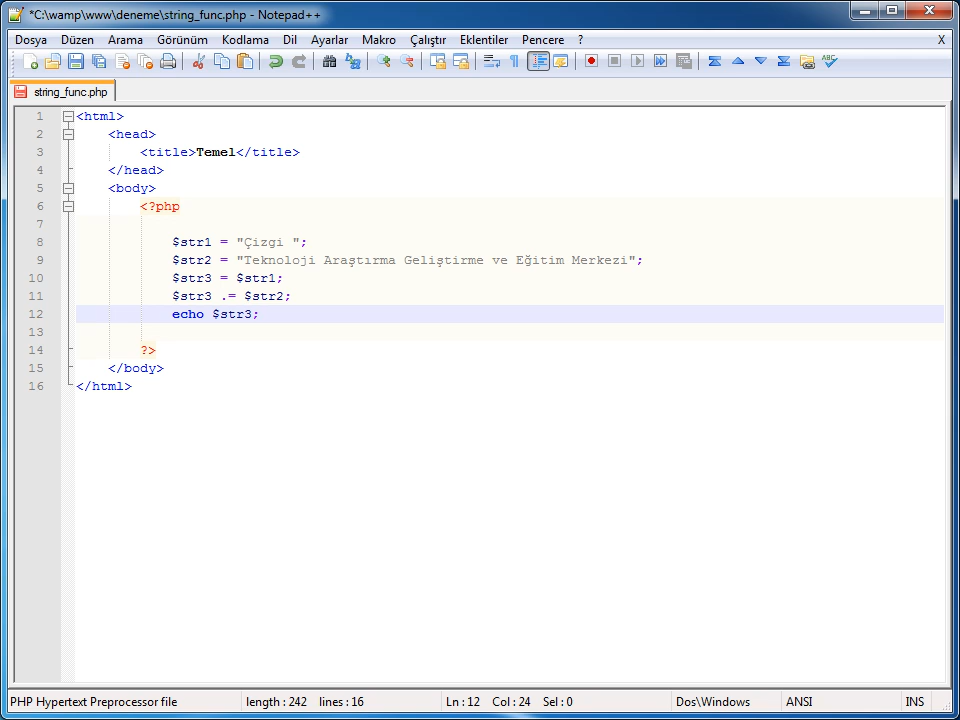 *C:\wamp\www\deneme\string_func.php - Notepad++
Dosya Düzen Arama Görünüm Kodlama Dil Ayarlar Makro Çalıştır Eklentiler Pencere ? X
string_func.php
1 <html>
2 <head>
3 <title>Temel</title>
4 </head>
5 <body>
6 <?php
7
8 $str1 = "Çizgi ";
9 $str2 = "Teknoloji Araştırma Geliştirme ve Eğitim Merkezi";
10 $str3 = $str1;
11 $str3 .= $str2;
12 echo $str3;
13
14 ?>
15 </body>
16 </html>
PHP Hypertext Preprocessor file length : 242 lines : 16 Ln : 12 Col : 24 Sel : 0 Dos\Windows ANSI INS